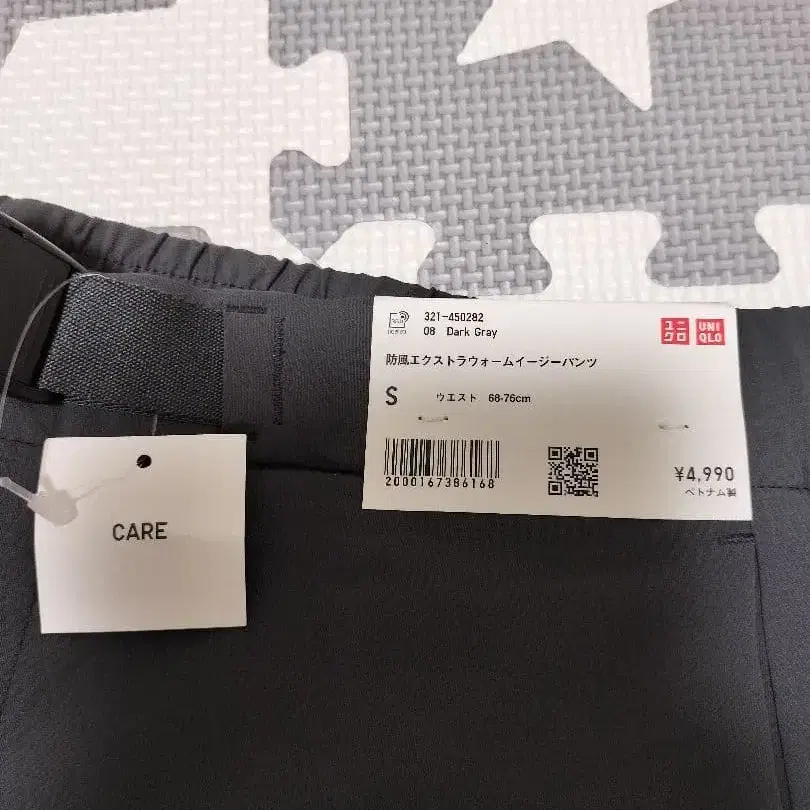 321-450282
08 Dark Gray
ユニクロ
UNIQLO
防風エクストラウォームイージーパンツ
S ウエスト 68-76cm
2000167386168
¥4,990
ベトナム製
CARE